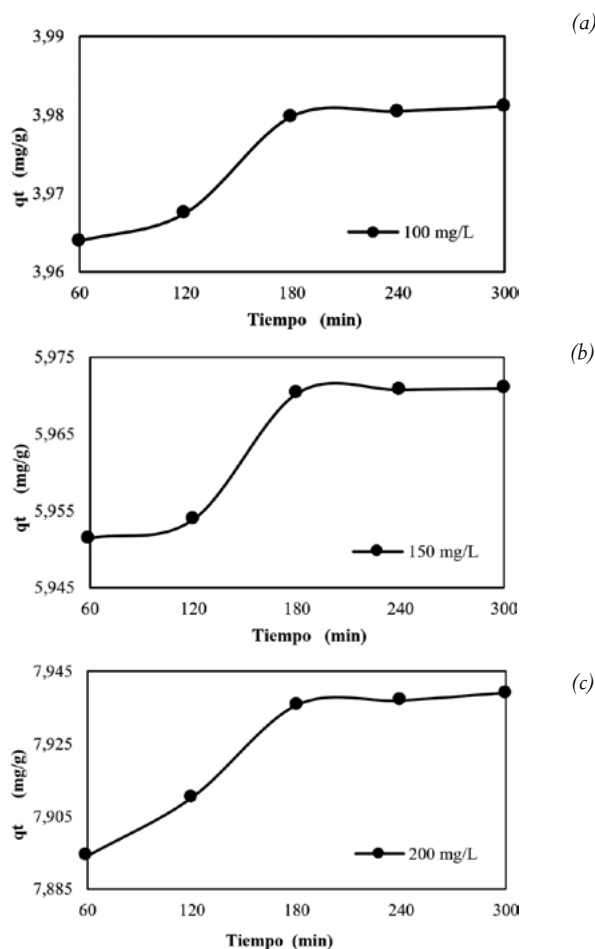 (a)
3,99
3,98
3,97
3,96
qt (mg/g)
100 mg/L
60 120 180 240 300
Tiempo (min)
(b)
5,975
5,965
5,955
5,945
qt (mg/g)
150 mg/L
60 120 180 240 300
Tiempo (min)
(c)
7,945
7,925
7,905
7,885
qt (mg/g)
200 mg/L
60 120 180 240 300
Tiempo (min)